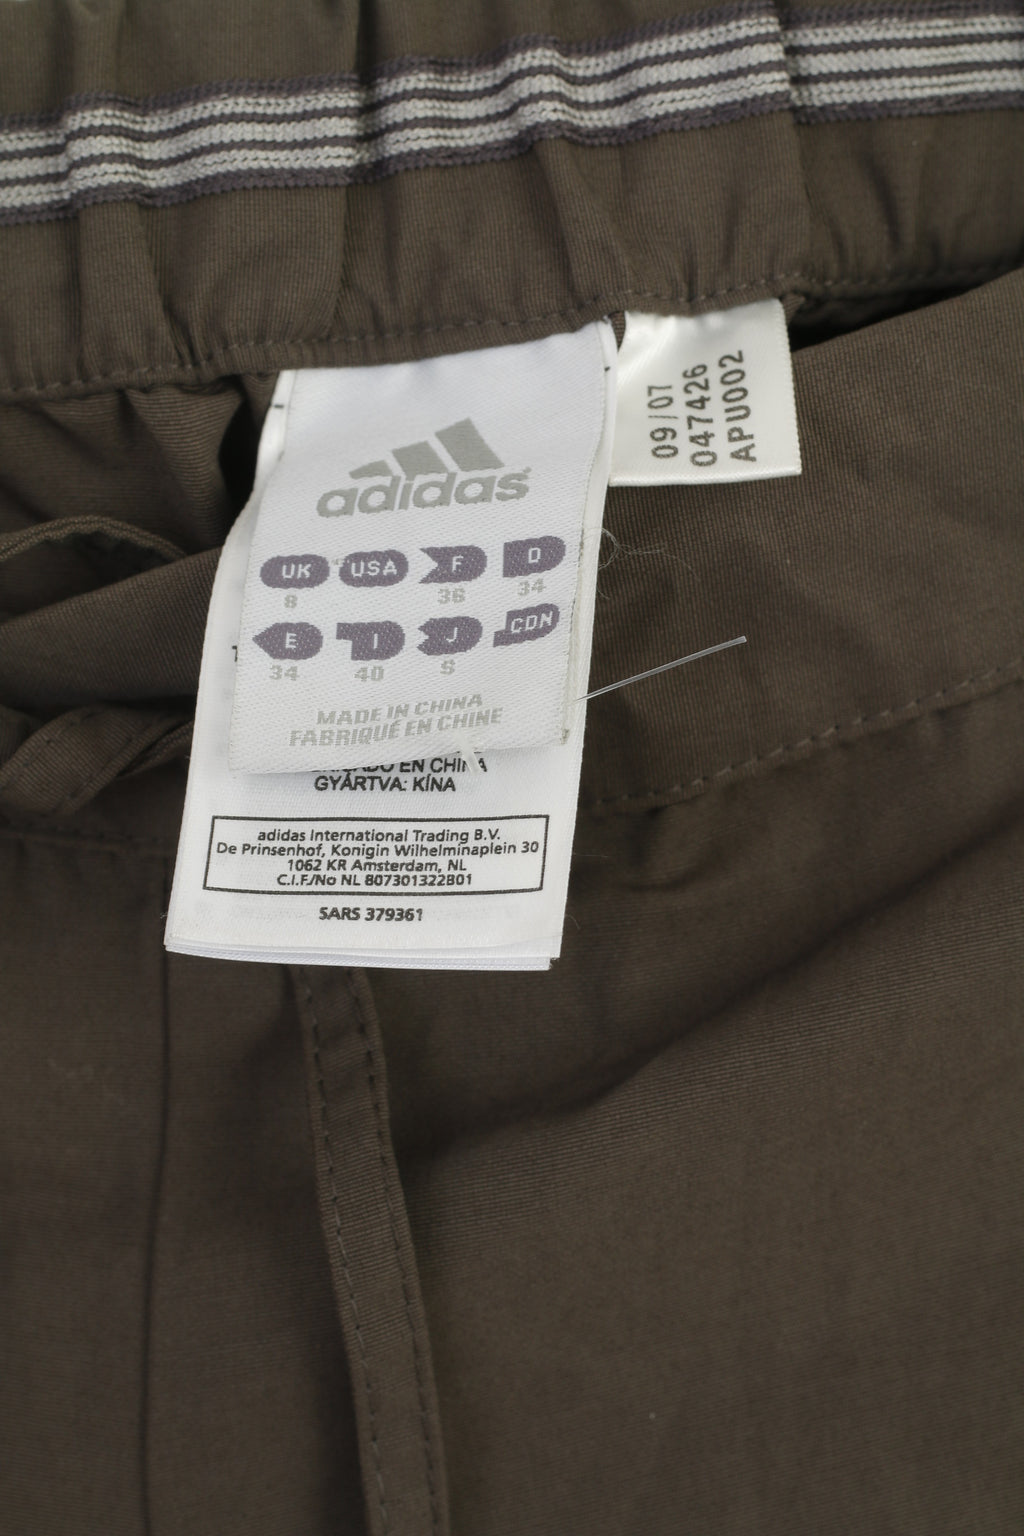 adidas
UK USA F D
8 36 34
E I J CDN
34 40 S
MADE IN CHINA
FABRIQUÉ EN CHINE
EN CHINA
GYÁRTVA: KÍNA
adidas International Trading B.V.
De Prinsenhof, Konigin Wilhelminaplein 30
1062 KR Amsterdam, NL
C.I.F./No NL 807301322B01
SARS 379361
09/07
047426
APU002